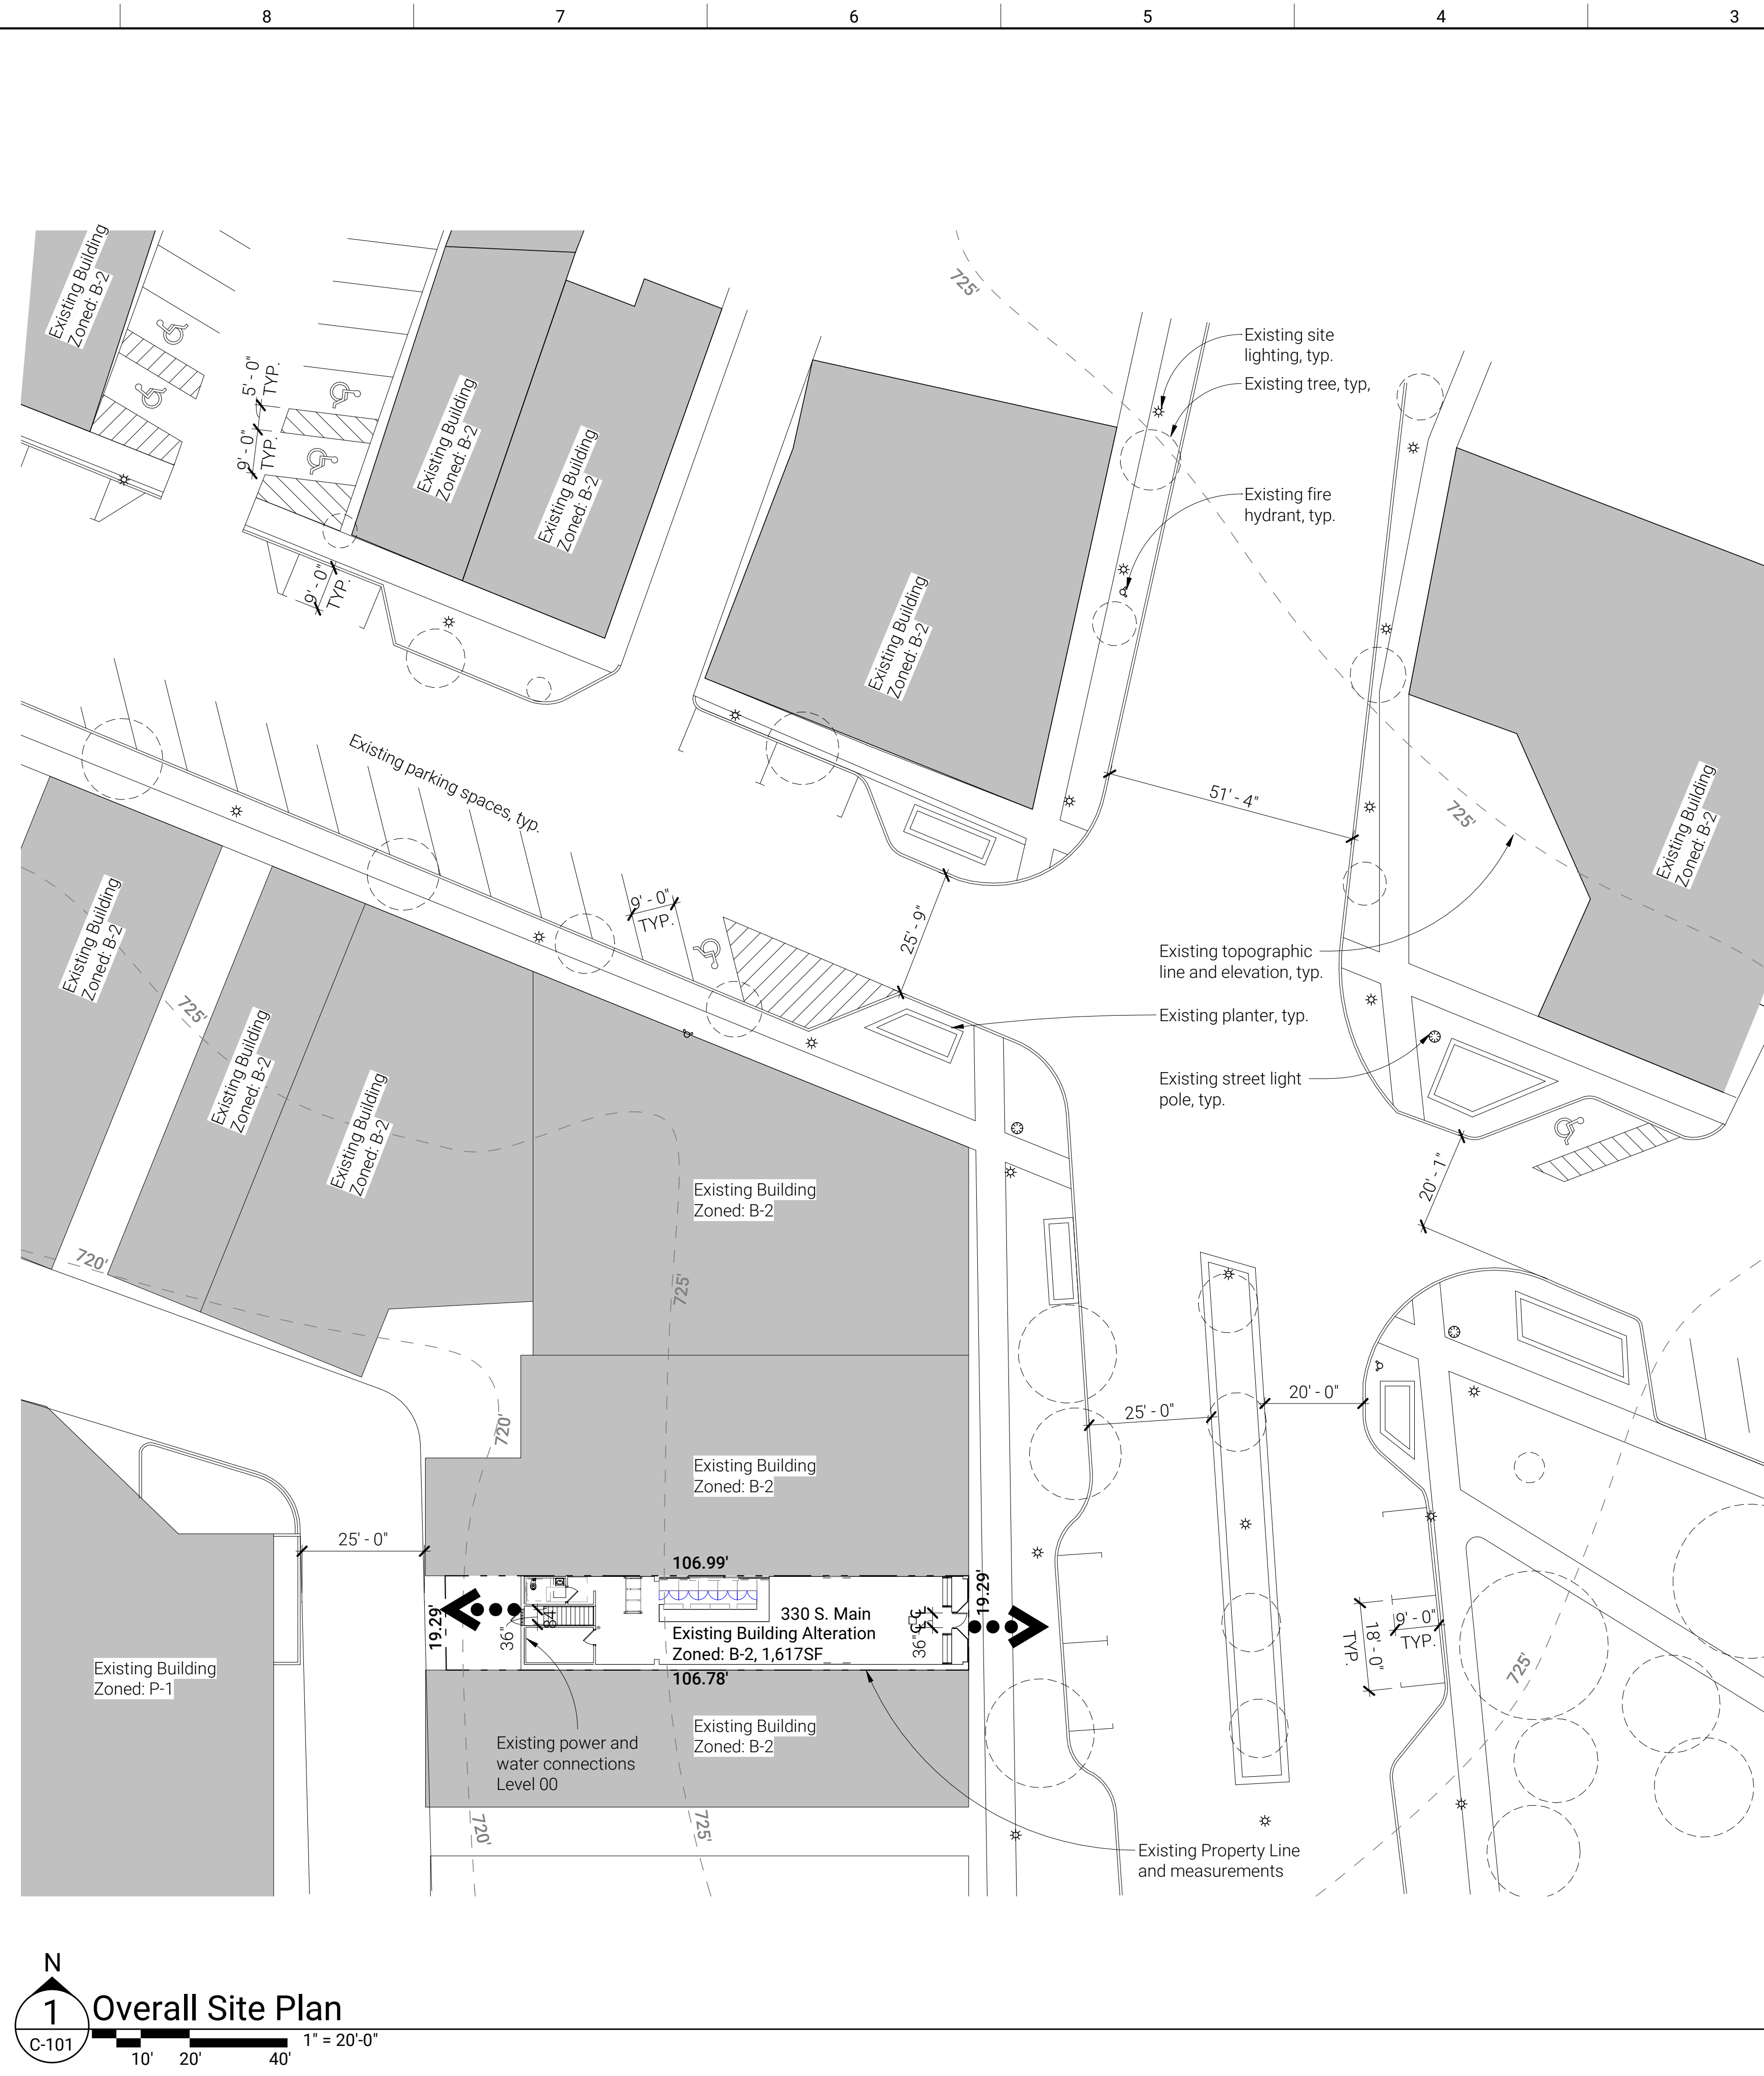 8
7
6
5
4
3
Existing Building
Zoned: B-2
5' - 0"
TYP.
9' - 0"
TYP.
9' - 0"
TYP.
Existing Building
Zoned: B-2
Existing Building
Zoned: B-2
725'
Existing site
lighting, typ.
Existing tree, typ,
Existing fire
hydrant, typ.
Existing Building
Zoned: B-2
51' - 4"
725'
Existing Building
Zoned: B-2
Existing parking spaces, typ.
9' - 0"
TYP.
25' - 9"
Existing topographic
line and elevation, typ.
Existing planter, typ.
Existing street light
pole, typ.
20' - 1"
Existing Building
Zoned: B-2
725'
Existing Building
Zoned: B-2
Existing Building
Zoned: B-2
Existing Building
Zoned: B-2
720'
725'
720'
25' - 0"
20' - 0"
Existing Building
Zoned: B-2
25' - 0"
106.99'
19.29'
19.29'
36"
36"
330 S. Main
Existing Building Alteration
Zoned: B-2, 1,617SF
106.78'
9' - 0"
TYP.
18' - 0"
TYP.
725'
Existing Building
Zoned: P-1
Existing Building
Zoned: B-2
Existing power and
water connections
Level 00
720'
725'
Existing Property Line
and measurements
N
1
C-101
Overall Site Plan
1" = 20'-0"
10'
20'
40'